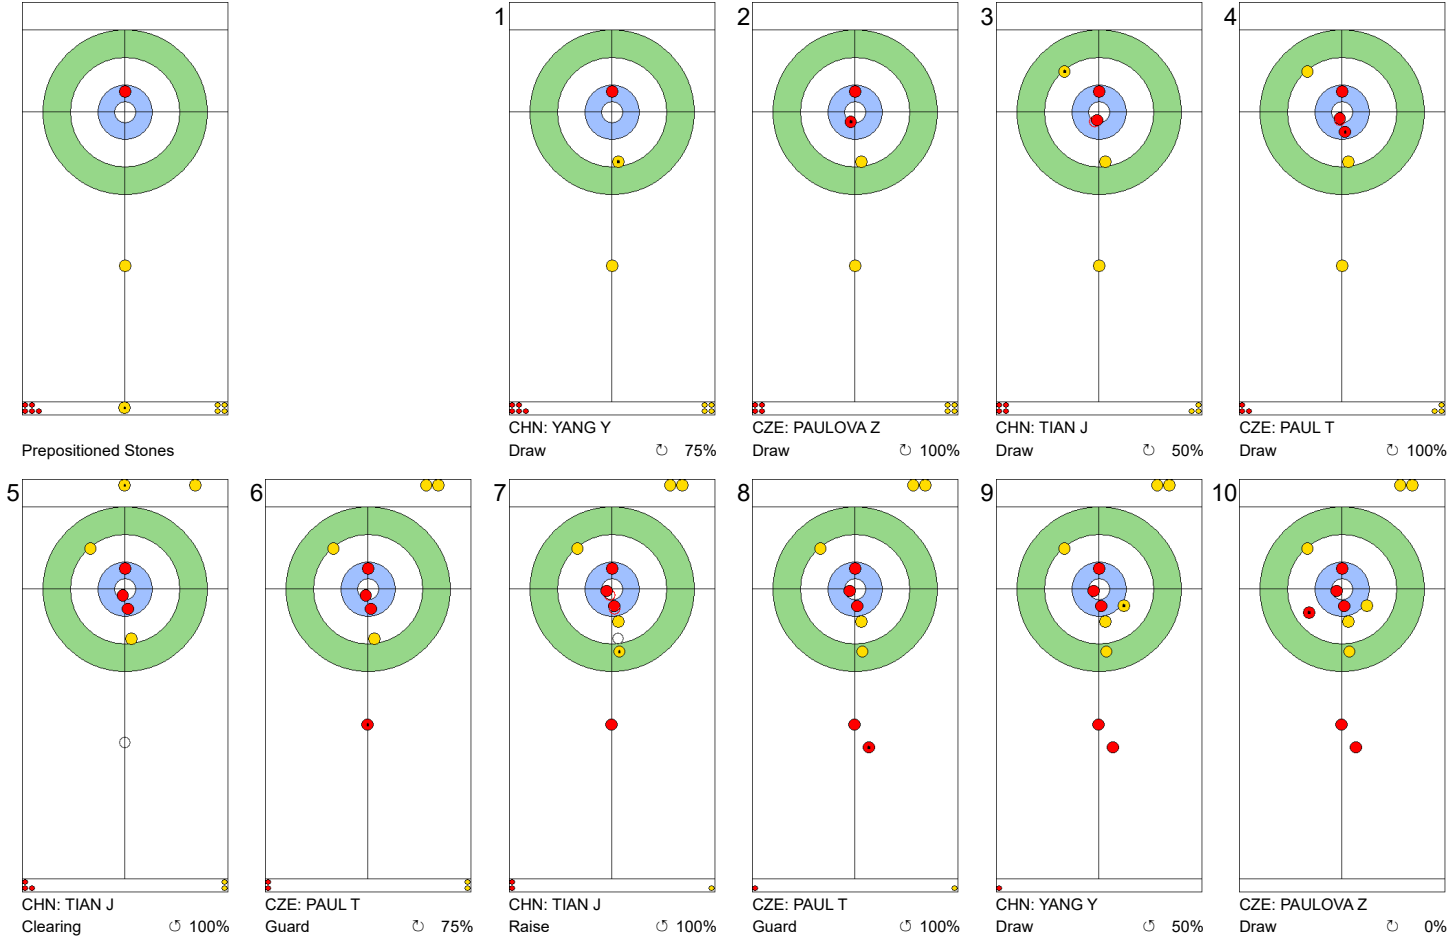 Prepositioned Stones
1
CHN: YANG Y
Draw ↻ 75%
2
CZE: PAULOVA Z
Draw ↻ 100%
3
CHN: TIAN J
Draw ↻ 50%
4
CZE: PAUL T
Draw ↻ 100%
5
CHN: TIAN J
Clearing ↺ 100%
6
CZE: PAUL T
Guard ↻ 75%
7
CHN: TIAN J
Raise ↺ 100%
8
CZE: PAUL T
Guard ↺ 100%
9
CHN: YANG Y
Draw ↺ 50%
10
CZE: PAULOVA Z
Draw ↻ 0%